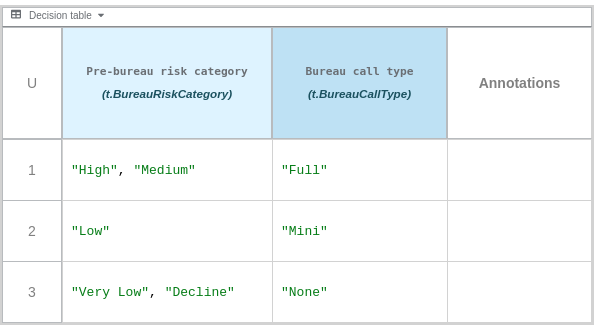 Decision table
U
Pre-bureau risk category
(t.BureauRiskCategory)
Bureau call type
(t.BureauCallType)
Annotations
1 "High", "Medium" "Full"
2 "Low" "Mini"
3 "Very Low", "Decline" "None"